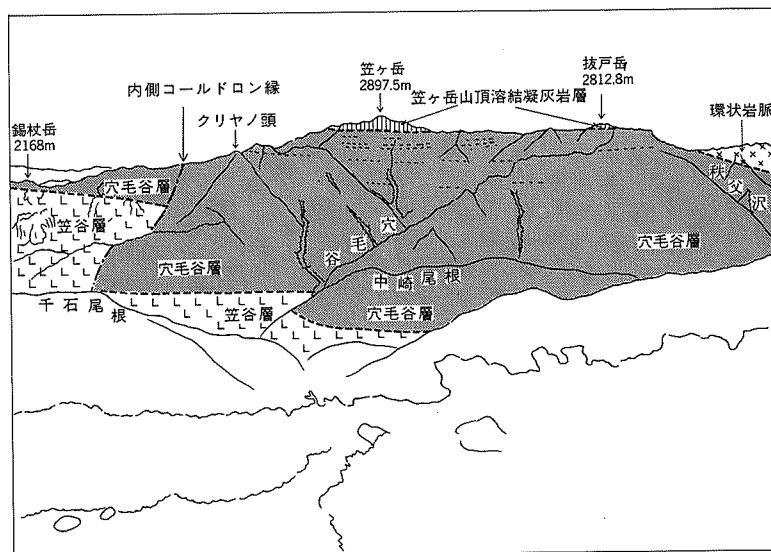 笠ヶ岳
2897.5m
抜戸岳
2812.8m
内側コールドロン縁
笠ヶ岳山頂溶結凝灰岩層
環状岩脈
クリヤノ頭
錫杖岳
2168m
穴毛谷層
笠谷層
穴毛谷層
穴毛谷
秩父沢
穴毛谷層
中崎尾根
千石尾根
笠谷層
穴毛谷層